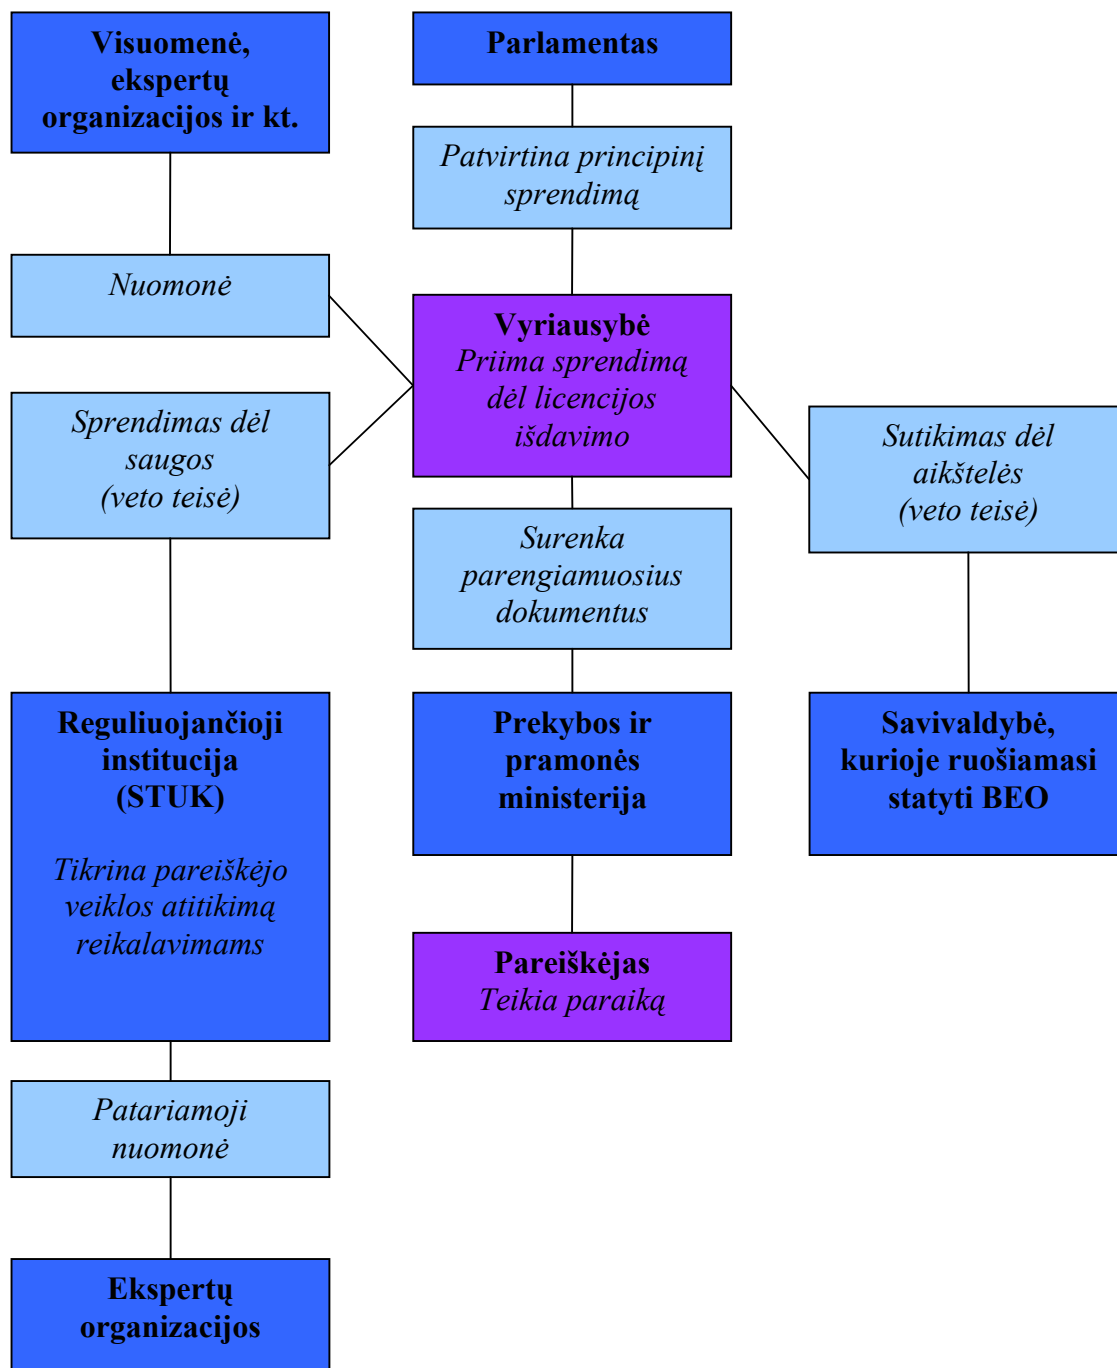 Visuomenė,
ekspertų
organizacijos ir kt.
Parlamentas
Patvirtina principinį
sprendimą
Nuomonė
Vyriausybė
Priima sprendimą
dėl licencijos
išdavimo
Sprendimas dėl
saugos
(veto teisė)
Sutikimas dėl
aikštelės
(veto teisė)
Surenka
parengiamuosius
dokumentus
Reguliuojančioji
institucija
(STUK)
Tikrina pareiškėjo
veiklos atitikimą
reikalavimams
Prekybos ir
pramonės
ministerija
Savivaldybė,
kurioje ruošiamasi
statyti BEO
Pareiškėjas
Teikia paraiką
Patariamoji
nuomonė
Ekspertų
organizacijos